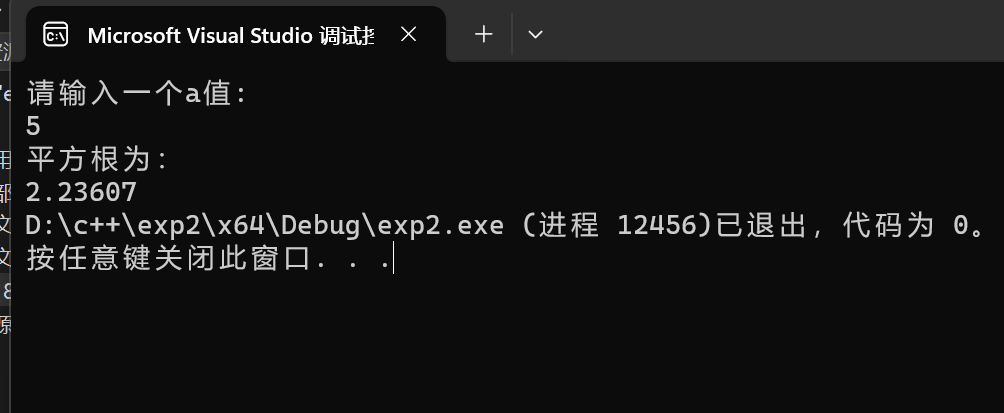 Microsoft Visual Studio 调试
请输入一个a值：
5
平方根为：
2.23607
D:\c++\exp2\x64\Debug\exp2.exe (进程 12456)已退出，代码为 0。
按任意键关闭此窗口. . .